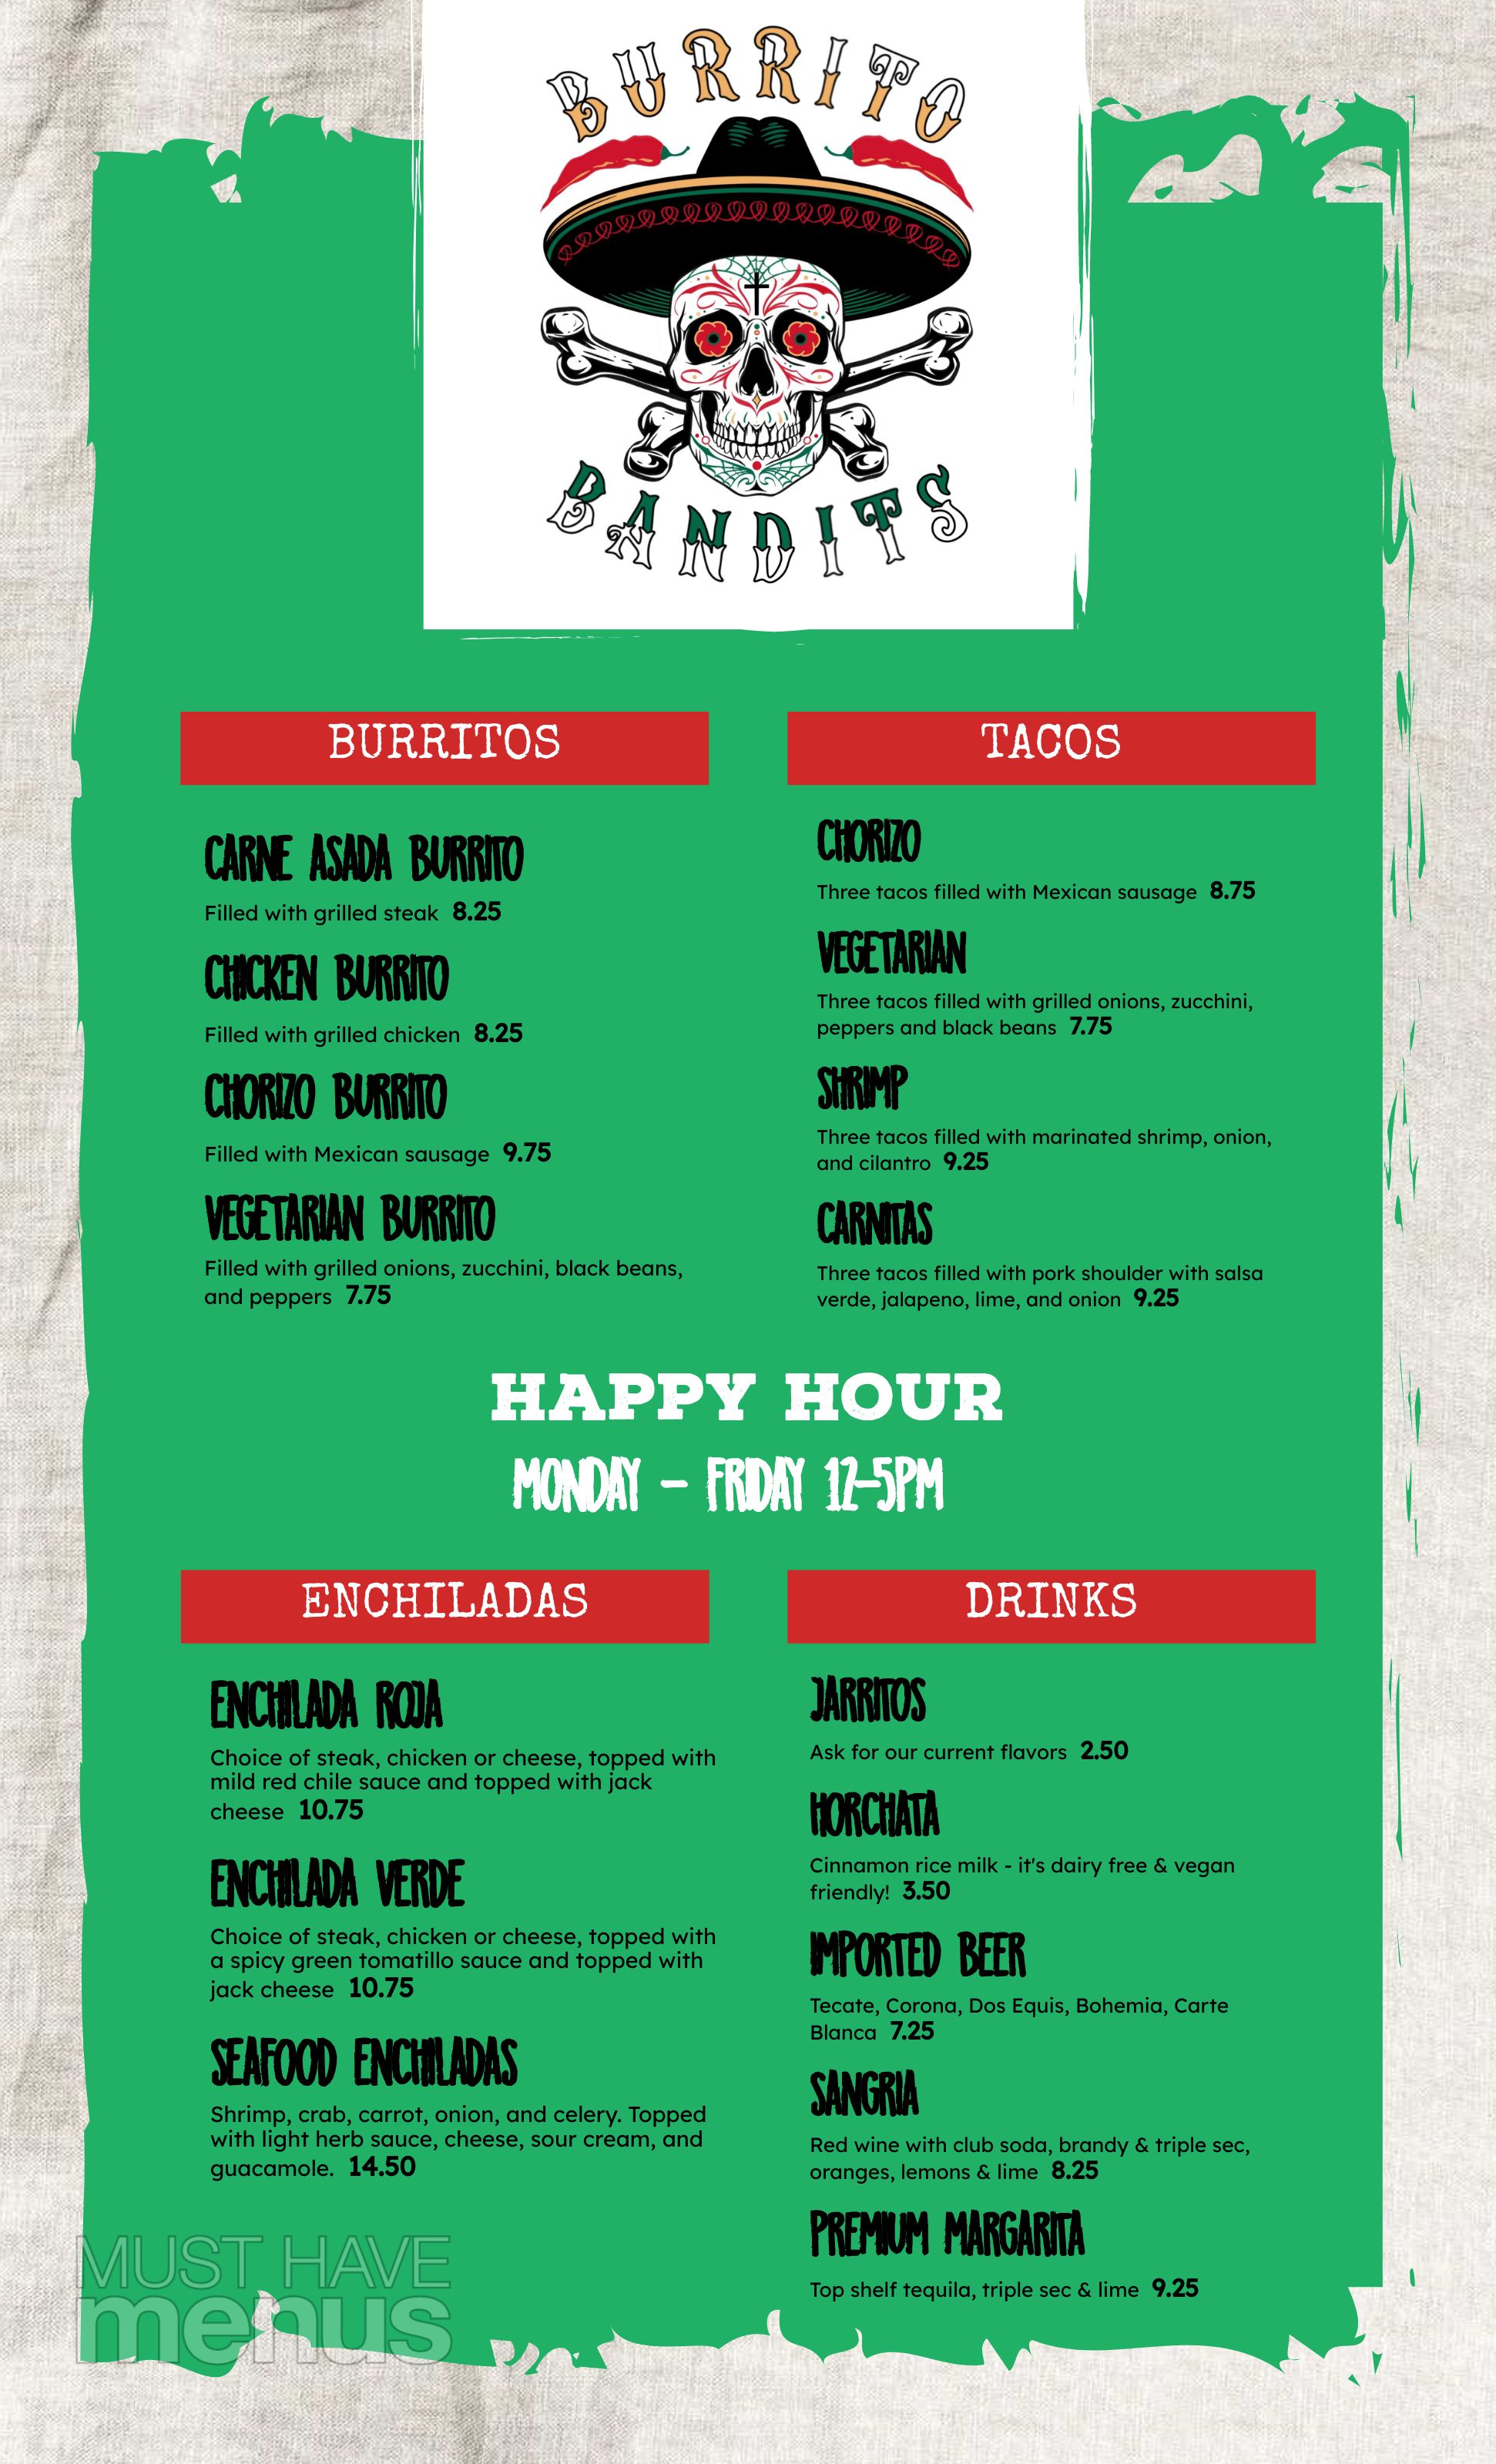 BURRITO
BANDITS
BURRITOS
CARNE ASADA BURRITO
Filled with grilled steak 8.25
CHICKEN BURRITO
Filled with grilled chicken 8.25
CHORIZO BURRITO
Filled with Mexican sausage 9.75
VEGETARIAN BURRITO
Filled with grilled onions, zucchini, black beans,
and peppers 7.75
TACOS
CHORIZO
Three tacos filled with Mexican sausage 8.75
VEGETARIAN
Three tacos filled with grilled onions, zucchini,
peppers and black beans 7.75
SHRIMP
Three tacos filled with marinated shrimp, onion,
and cilantro 9.25
CARNITAS
Three tacos filled with pork shoulder with salsa
verde, jalapeno, lime, and onion 9.25
HAPPY HOUR
MONDAY - FRIDAY 12-5PM
ENCHILADAS
ENCHILADA ROJA
Choice of steak, chicken or cheese, topped with
mild red chile sauce and topped with jack
cheese 10.75
ENCHILADA VERDE
Choice of steak, chicken or cheese, topped with
a spicy green tomatillo sauce and topped with
jack cheese 10.75
SEAFOOD ENCHILADAS
Shrimp, crab, carrot, onion, and celery. Topped
with light herb sauce, cheese, sour cream, and
guacamole. 14.50
DRINKS
JARRITOS
Ask for our current flavors 2.50
HORCHATA
Cinnamon rice milk - it's dairy free & vegan
friendly! 3.50
IMPORTED BEER
Tecate, Corona, Dos Equis, Bohemia, Carte
Blanca 7.25
SANGRIA
Red wine with club soda, brandy & triple sec,
oranges, lemons & lime 8.25
PREMIUM MARGARITA
Top shelf tequila, triple sec & lime 9.25
MUST HAVE
menus